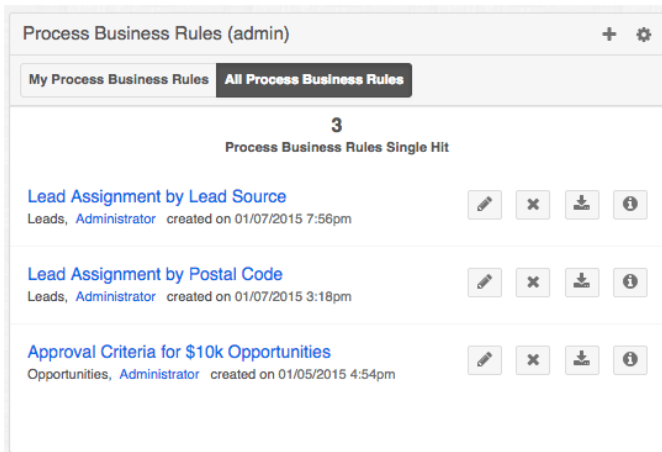 Process Business Rules (admin)
My Process Business Rules All Process Business Rules
3
Process Business Rules Single Hit
Lead Assignment by Lead Source
Leads, Administrator created on 01/07/2015 7:56pm
Lead Assignment by Postal Code
Leads, Administrator created on 01/07/2015 3:18pm
Approval Criteria for $10k Opportunities
Opportunities, Administrator created on 01/05/2015 4:54pm